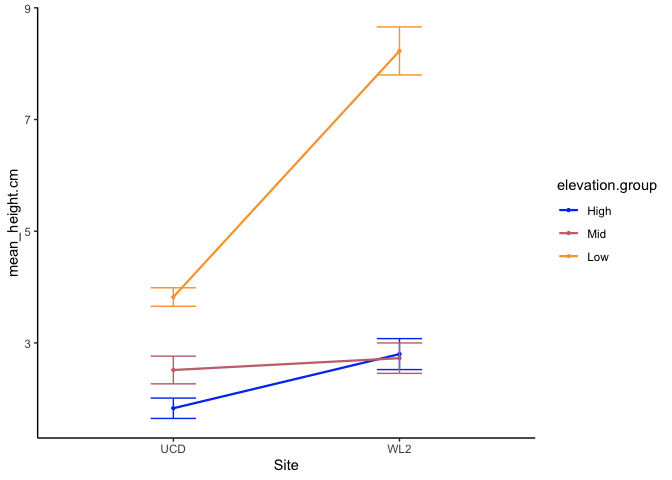 9
7
5
3
mean_height.cm
UCD
WL2
Site
elevation.group
High
Mid
Low